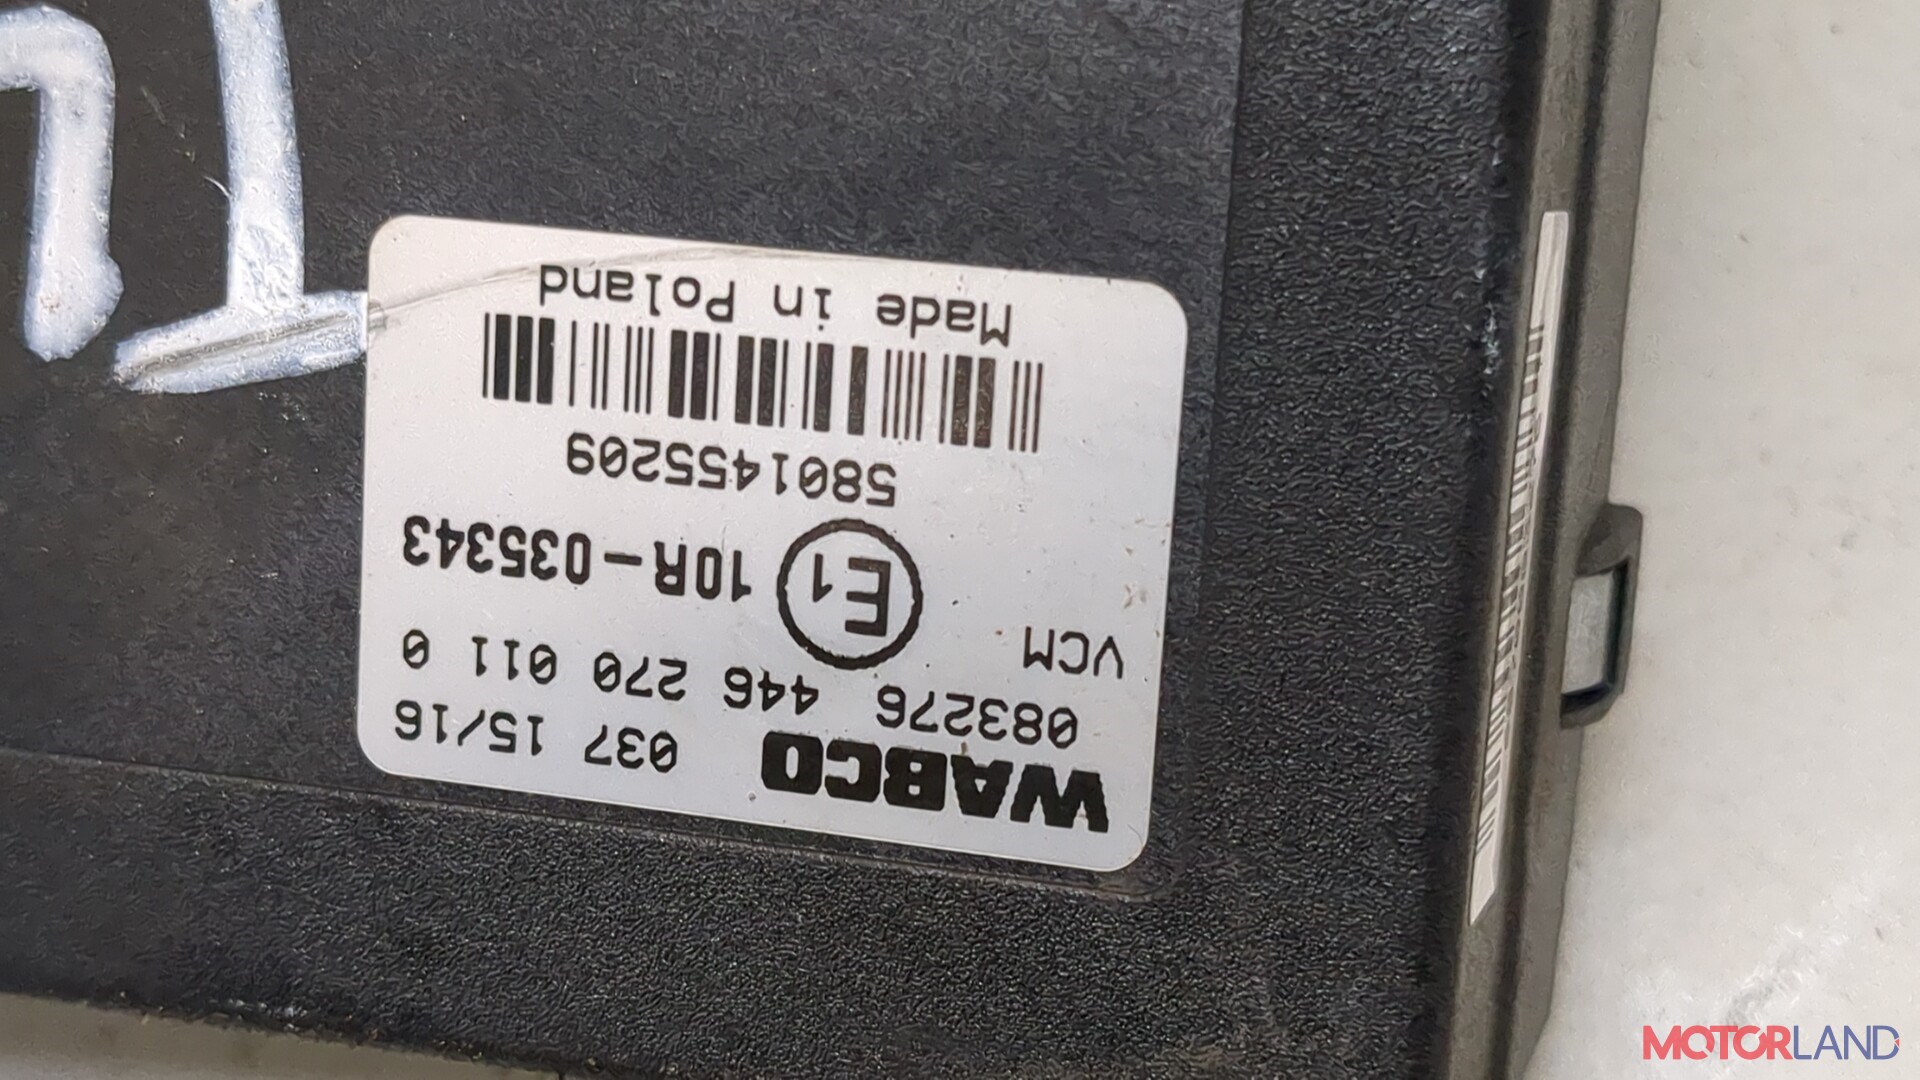 WABCO 037 15/16
083276 446 270 011 0
VCM
E1 10R-035343
5801455209
Made in Poland
MOTORLAND